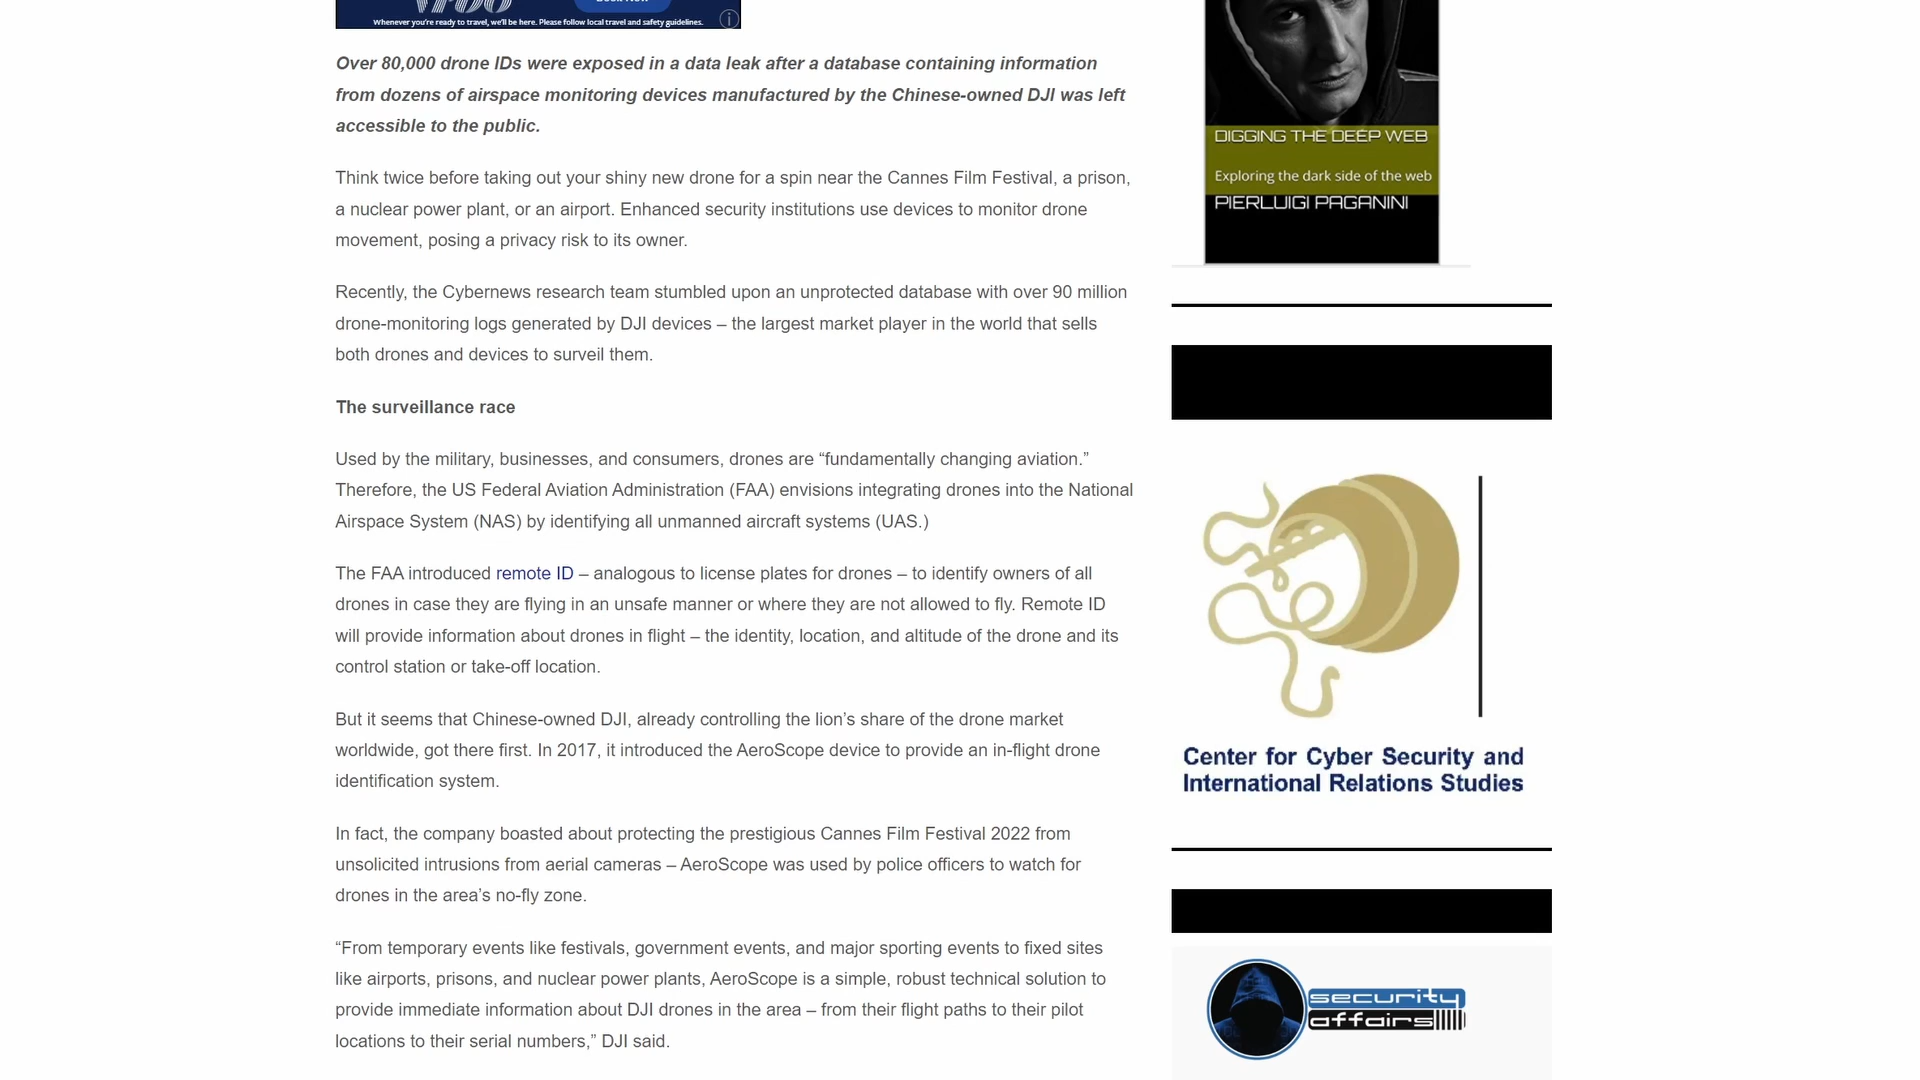 Whenever you're ready to travel, we'll be here. Please follow local travel and safety guidelines.
Over 80,000 drone IDs were exposed in a data leak after a database containing information
from dozens of airspace monitoring devices manufactured by the Chinese-owned DJI was left
accessible to the public.
Think twice before taking out your shiny new drone for a spin near the Cannes Film Festival, a prison,
a nuclear power plant, or an airport. Enhanced security institutions use devices to monitor drone
movement, posing a privacy risk to its owner.
Recently, the Cybernews research team stumbled upon an unprotected database with over 90 million
drone-monitoring logs generated by DJI devices – the largest market player in the world that sells
both drones and devices to surveil them.
The surveillance race
Used by the military, businesses, and consumers, drones are “fundamentally changing aviation.”
Therefore, the US Federal Aviation Administration (FAA) envisions integrating drones into the National
Airspace System (NAS) by identifying all unmanned aircraft systems (UAS.)
The FAA introduced remote ID – analogous to license plates for drones – to identify owners of all
drones in case they are flying in an unsafe manner or where they are not allowed to fly. Remote ID
will provide information about drones in flight – the identity, location, and altitude of the drone and its
control station or take-off location.
But it seems that Chinese-owned DJI, already controlling the lion’s share of the drone market
worldwide, got there first. In 2017, it introduced the AeroScope device to provide an in-flight drone
identification system.
In fact, the company boasted about protecting the prestigious Cannes Film Festival 2022 from
unsolicited intrusions from aerial cameras – AeroScope was used by police officers to watch for
drones in the area’s no-fly zone.
“From temporary events like festivals, government events, and major sporting events to fixed sites
like airports, prisons, and nuclear power plants, AeroScope is a simple, robust technical solution to
provide immediate information about DJI drones in the area – from their flight paths to their pilot
locations to their serial numbers,” DJI said.
DIGGING THE DEEP WEB
Exploring the dark side of the web
PIERLUIGI PAGANINI
Center for Cyber Security and
International Relations Studies
security
affairs